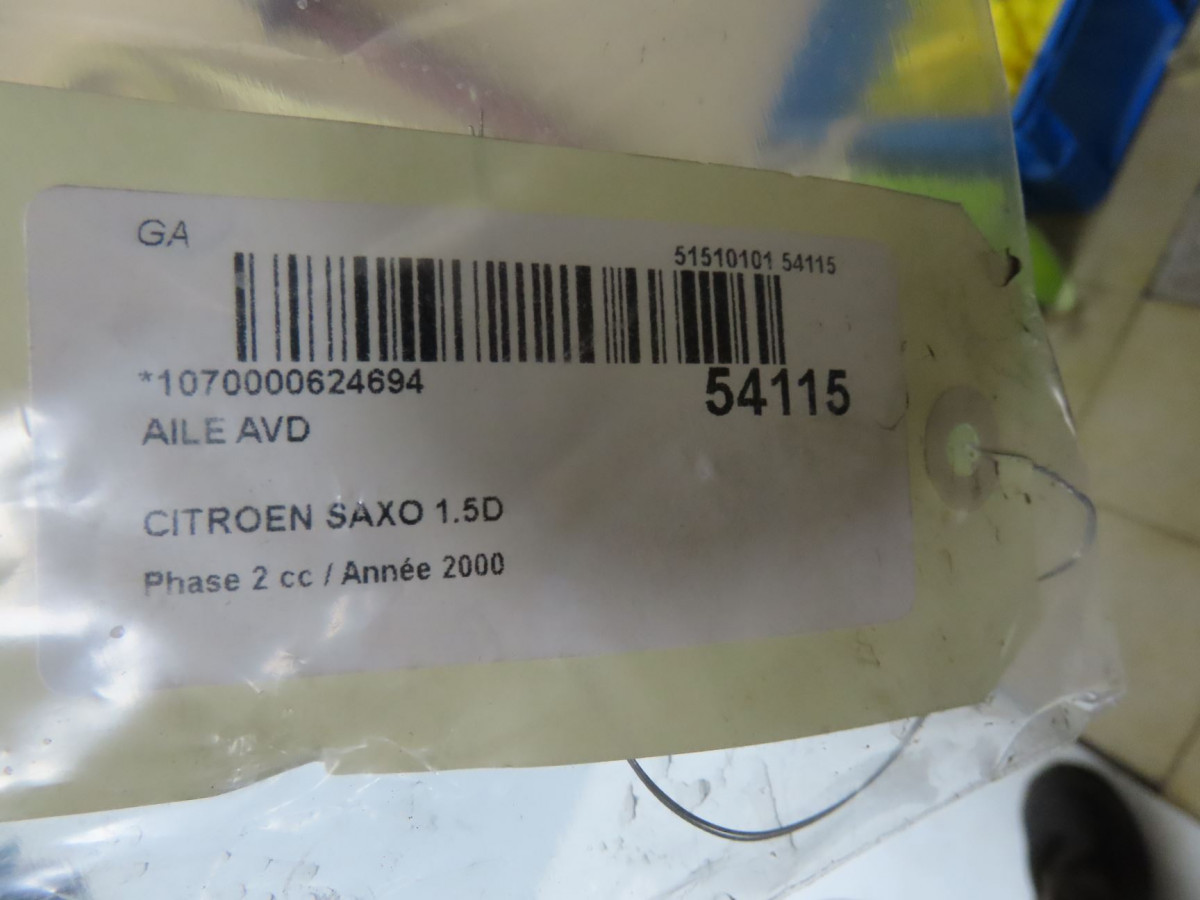 GA
51510101 54115
*1070000624694
54115
AILE AVD
CITROEN SAXO 1.5D
Phase 2 cc / Année 2000